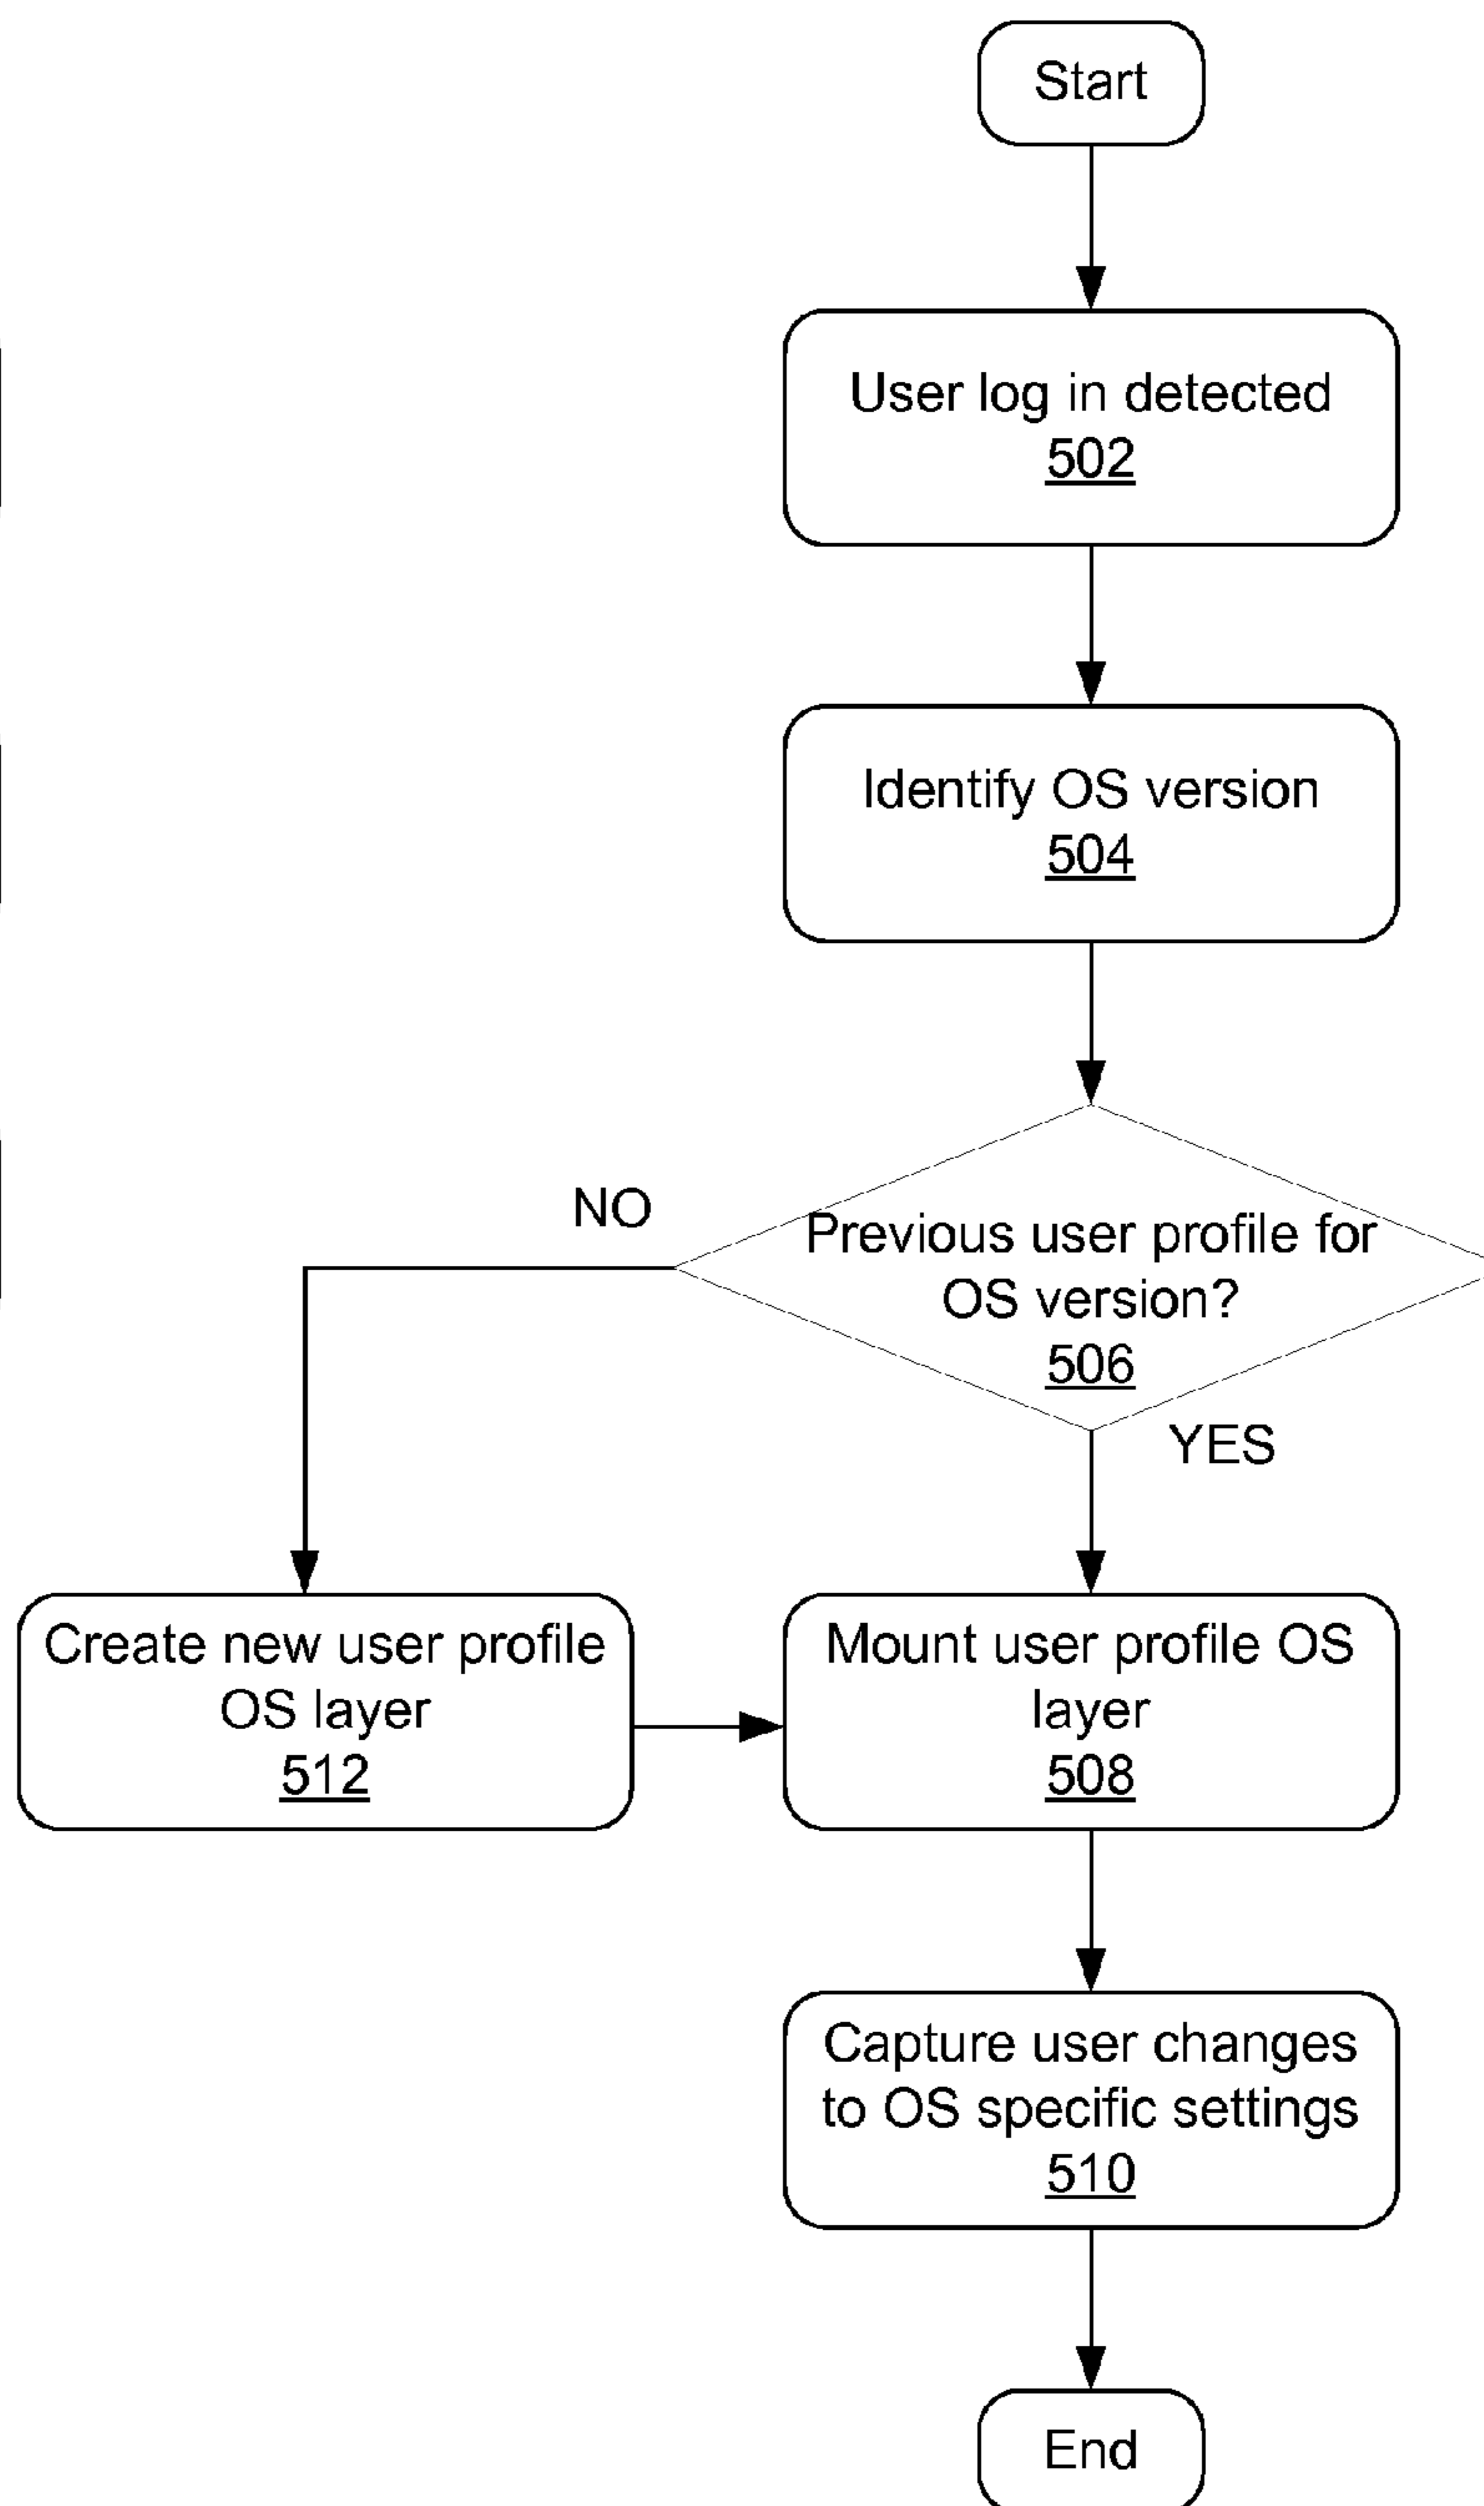 Start
User log in detected
502
Identify OS version
504
NO
Previous user profile for
OS version?
506
YES
Create new user profile
OS layer
512
Mount user profile OS
layer
508
Capture user changes
to OS specific settings
510
End